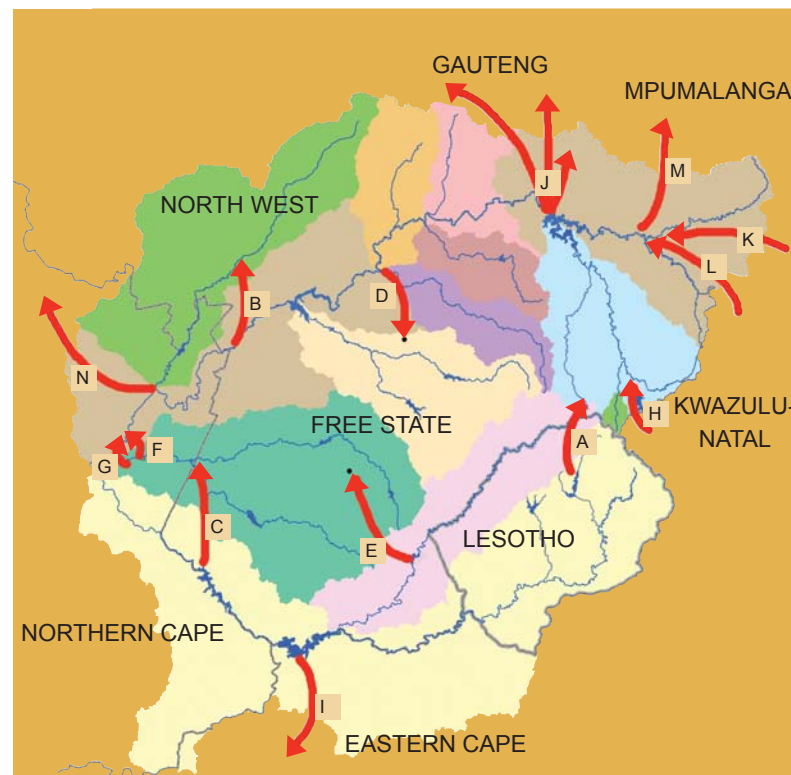 GAUTENG
MPUMALANGA
J
M
NORTH WEST
K
L
B
D
N
FREE STATE
H
KWAZULU-
NATAL
A
F
G
C
E
LESOTHO
NORTHERN CAPE
I
EASTERN CAPE